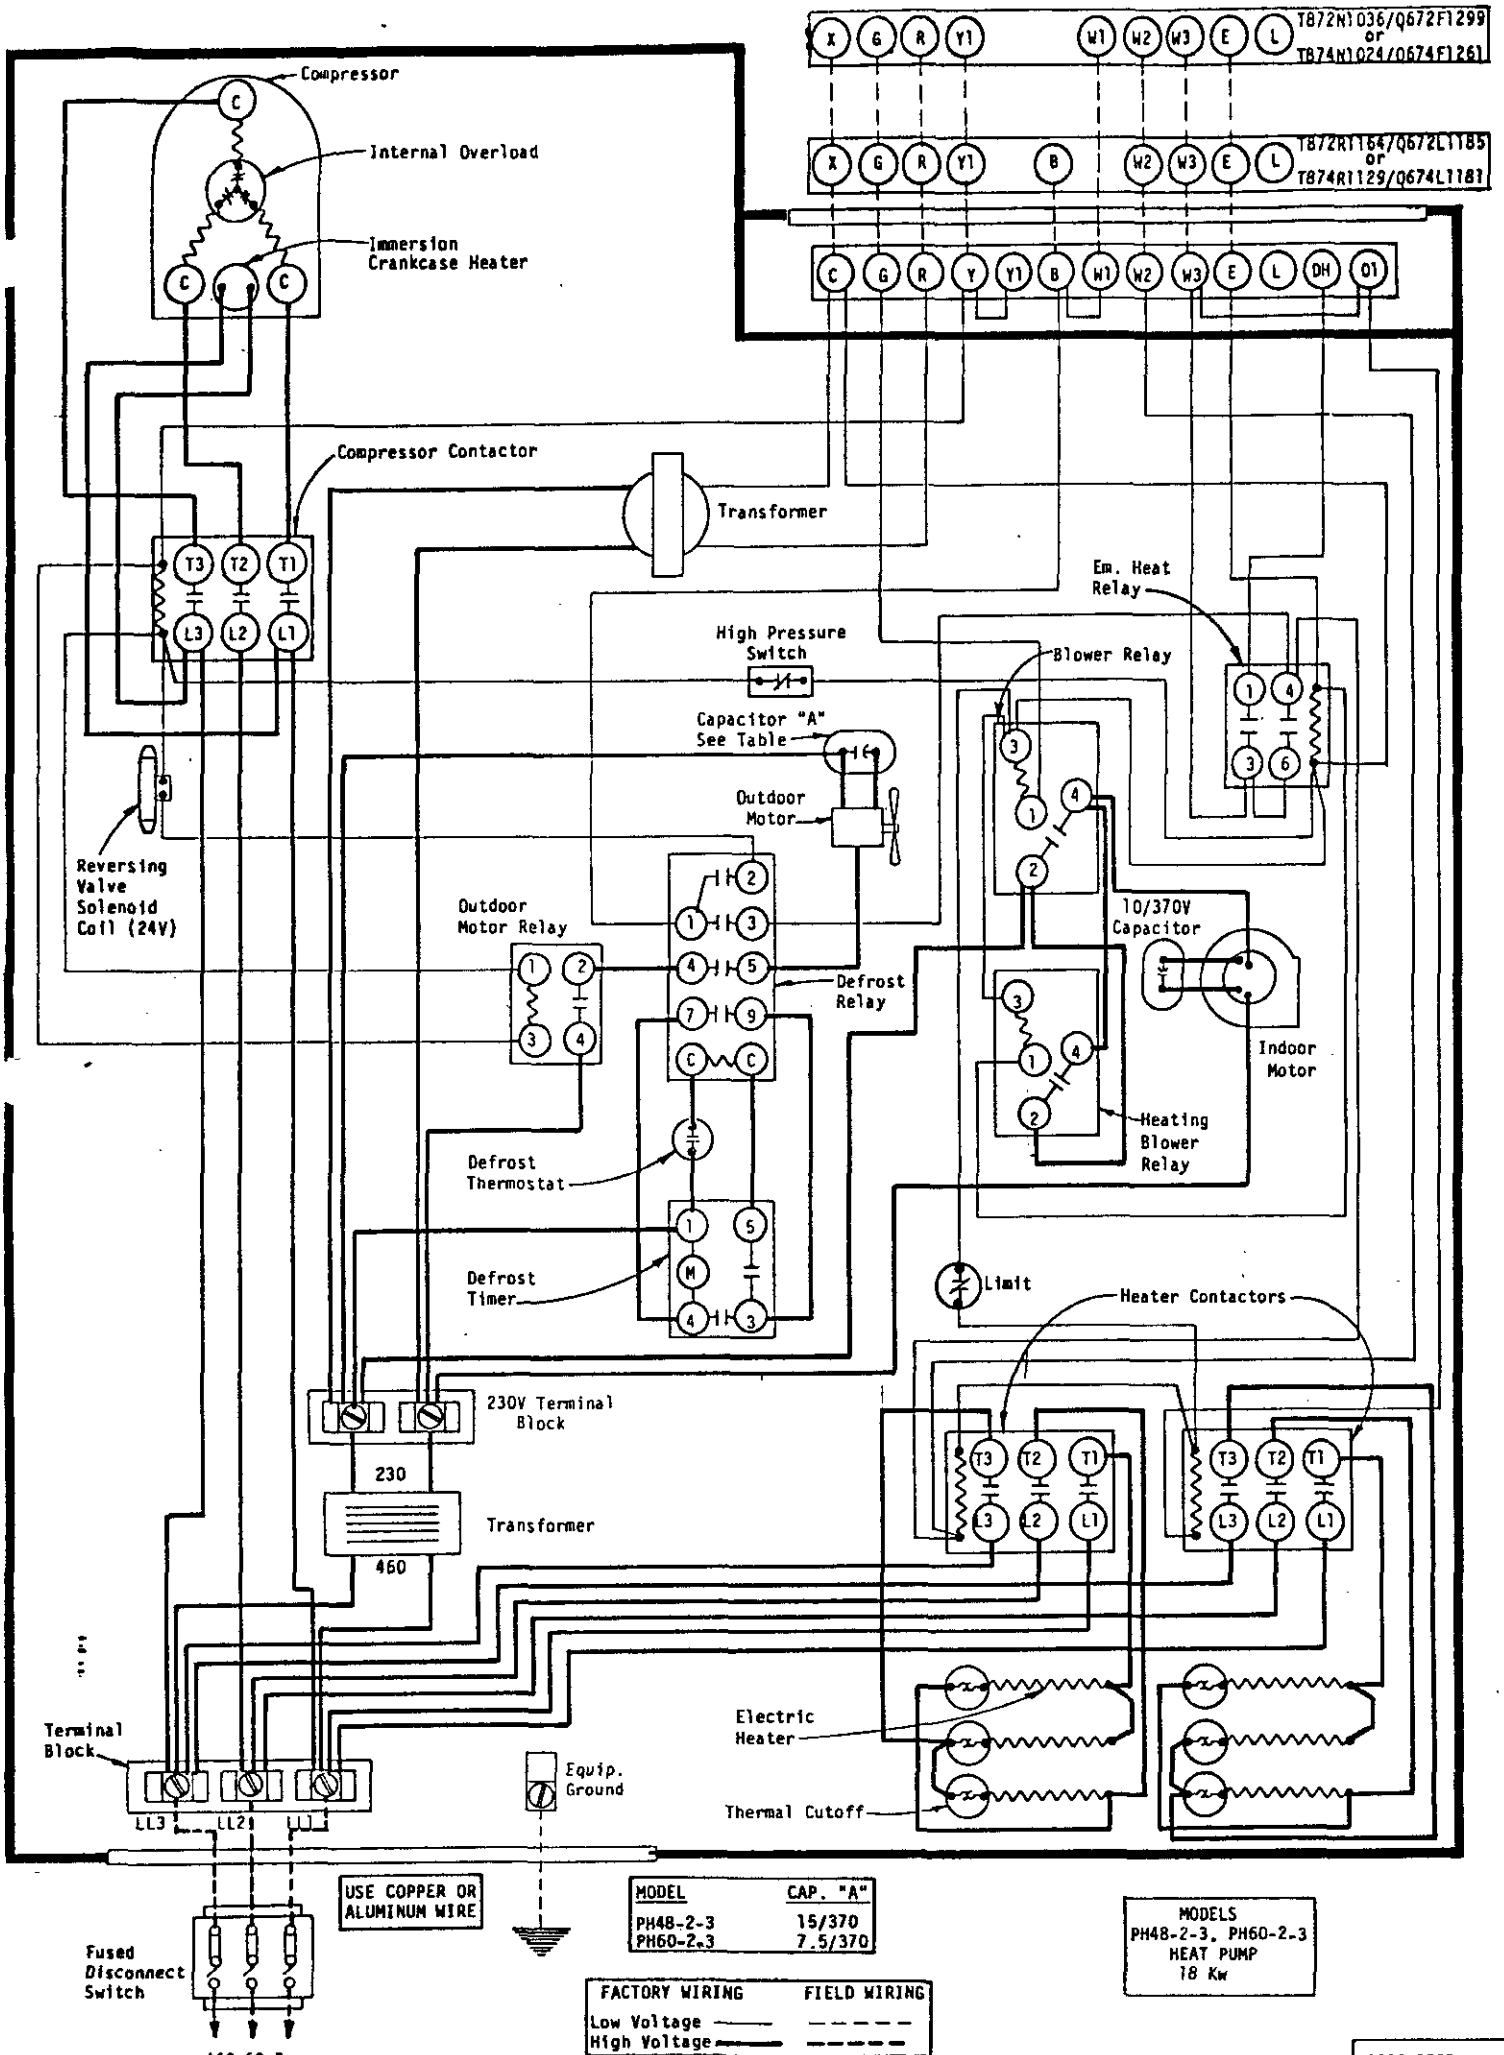 X G R Y1 W1 W2 W3 E L
T872N1036/Q672F1299
or
T874N1024/Q674F1261
X G R Y1 B W2 W3 E L
T872R1164/Q672L1185
or
T874R1129/Q674L1181
C G R Y Y1 B W1 W2 W3 E L DH O1
Compressor
C
Internal Overload
Immersion
Crankcase Heater
C C
Compressor Contactor
Transformer
T3 T2 T1
L3 L2 L1
Em. Heat
Relay
1 4
3 6
High Pressure
Switch
Blower Relay
3
1
4
2
Capacitor "A"
See Table
Outdoor
Motor
Reversing
Valve
Solenoid
Coil (24V)
Outdoor
Motor Relay
1 2
3 4
2
1 3
4 5
7 9
C C
Defrost
Relay
10/370V
Capacitor
Indoor
Motor
3
1
4
2
Heating
Blower
Relay
Defrost
Thermostat
1 5
M
4 3
Defrost
Timer
Limit
Heater Contactors
230V Terminal
Block
230
Transformer
460
T3 T2 T1
L3 L2 L1
T3 T2 T1
L3 L2 L1
Electric
Heater
Thermal Cutoff
Terminal
Block
LL3 LL2 LL1
Equip.
Ground
USE COPPER OR
ALUMINUM WIRE
MODEL CAP. "A"
PH48-2-3 15/370
PH60-2-3 7.5/370
MODELS
PH48-2-3, PH60-2-3
HEAT PUMP
18 Kw
Fused
Disconnect
Switch
FACTORY WIRING FIELD WIRING
Low Voltage
High Voltage